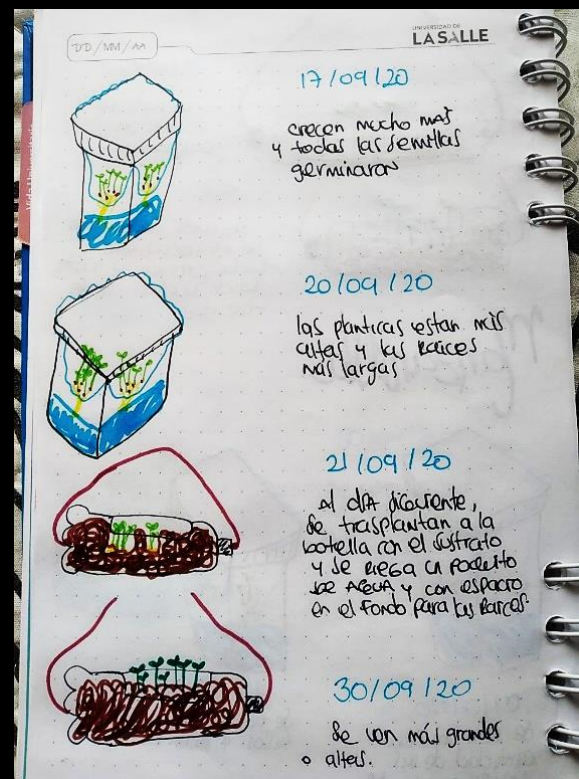 DD/MM/AA
UNIVERSIDAD DE
LASALLE
17/09/20
crecen mucho mas
y todas las semillas
germinaron
20/09/20
las planticas estan más
altas y las raices
más largas
21/09/20
Al día siguiente,
se trasplantan a la
botella con el sustrato
y se riega un poquito
de AGUA y con espacio
en el fondo para las Raices.
30/09/20
se ven más grandes
o altas.